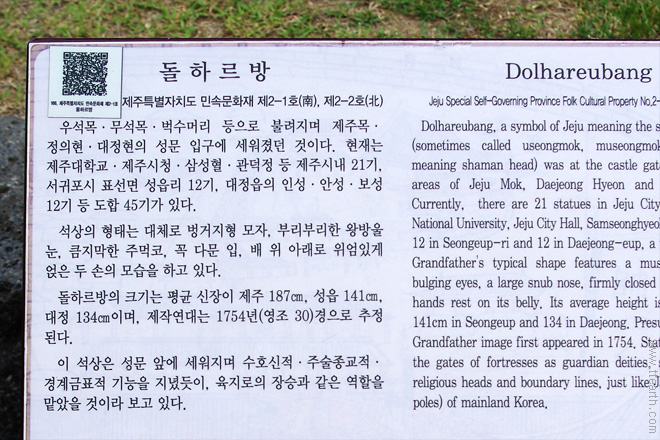 돌하르방
제주특별자치도 민속문화재 제2-1호(南), 제2-2호(北)
우석목·무석목·벅수머리 등으로 불려지며 제주목·
정의현·대정현의 성문 입구에 세워졌던 것이다. 현재는
제주대학교·제주시청·삼성혈·관덕정 등 제주시내 21기,
서귀포시 표선면 성읍리 12기, 대정읍의 인성·안성·보성
12기 등 도합 45기가 있다.
석상의 형태는 대체로 벙거지형 모자, 부리부리한 왕방울
눈, 큼지막한 주먹코, 꼭 다문 입, 배 위 아래로 위엄있게
얹은 두 손의 모습을 하고 있다.
돌하르방의 크기는 평균 신장이 제주 187㎝, 성읍 141㎝,
대정 134㎝이며, 제작연대는 1754년(영조 30)경으로 추정
된다.
이 석상은 성문 앞에 세워지며 수호신적·주술종교적·
경계금표적 기능을 지녔듯이, 육지로의 장승과 같은 역할을
맡았을 것이라 보고 있다.
Dolhareubang
Jeju Special Self-Governing Province Folk Cultural Property No.2-
Dolhareubang, a symbol of Jeju meaning the s
(sometimes called useongmok, museongmok
meaning shaman head) was at the castle gat
areas of Jeju Mok, Daejeong Hyeon and
Currently, there are 21 statues in Jeju City
National University, Jeju City Hall, Samseonghyeo
12 in Seongeup-ri and 12 in Daejeong-eup, a
Grandfather's typical shape features a mus
bulging eyes, a large snub nose, firmly closed
hands rest on its belly. Its average height is
141cm in Seongeup and 134 in Daejeong. Presu
Grandfather image first appeared in 1754. Stat
the gates of fortresses as guardian deities, s
religious heads and boundary lines, just like
poles) of mainland Korea.